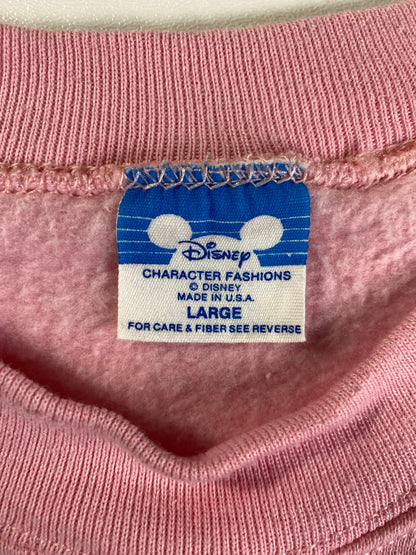 Disney
CHARACTER FASHIONS
© DISNEY
MADE IN U.S.A.
LARGE
FOR CARE & FIBER SEE REVERSE